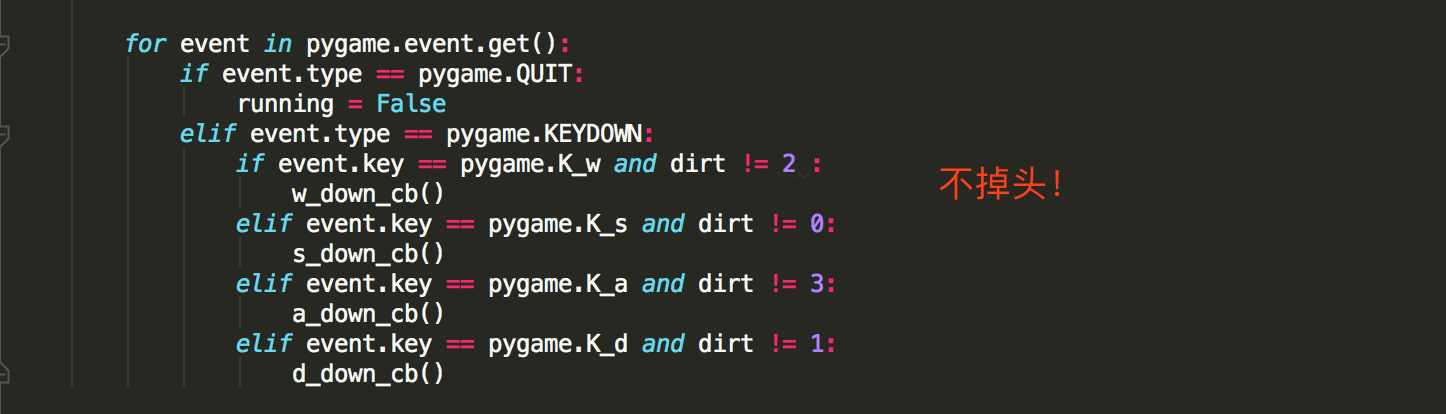 for event in pygame.event.get():
if event.type == pygame.QUIT:
running = False
elif event.type == pygame.KEYDOWN:
if event.key == pygame.K_w and dirt != 2 :
不掉头!
w_down_cb()
elif event.key == pygame.K_s and dirt != 0:
s_down_cb()
elif event.key == pygame.K_a and dirt != 3:
a_down_cb()
elif event.key == pygame.K_d and dirt != 1:
d_down_cb()